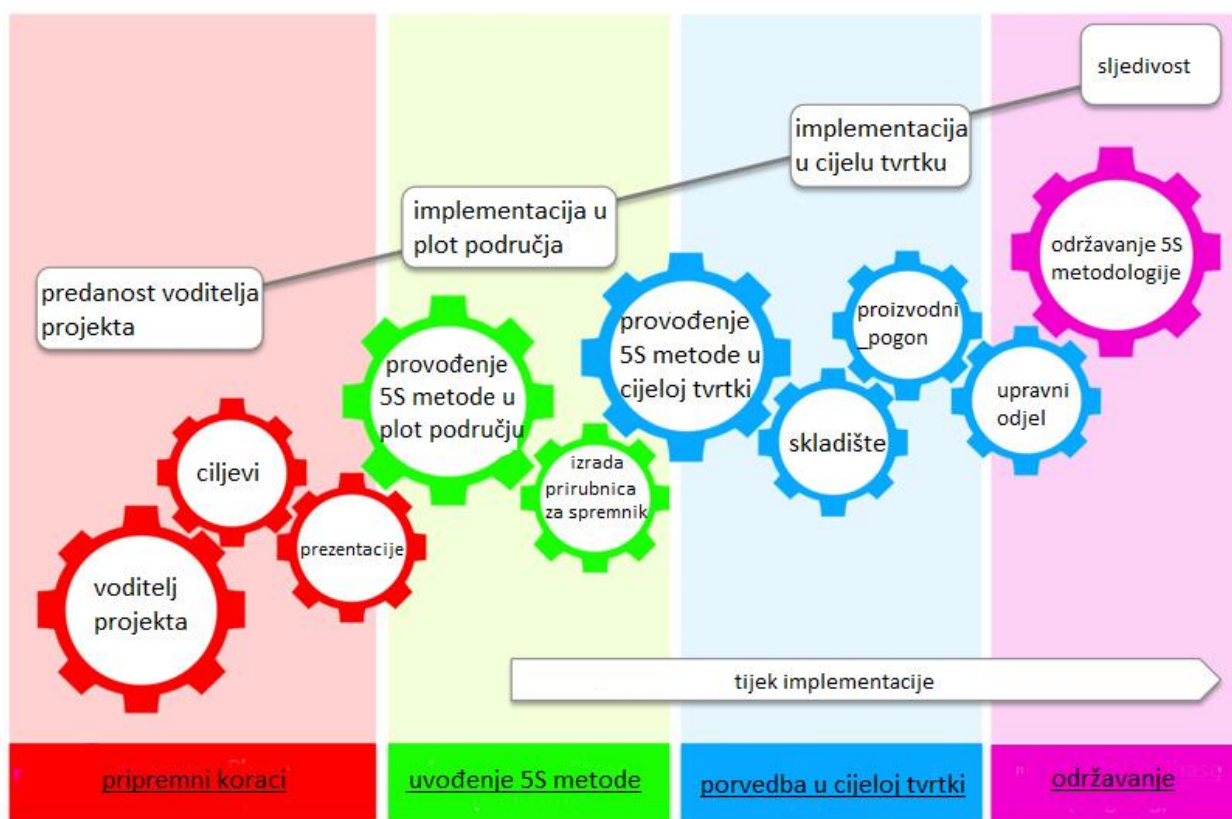 sljedivost
implementacija
u cijelu tvrtku
implementacija u
plot područja
predanost voditelja
projekta
održavanje 5S
metodologije
proizvodni
_pogon
provođenje
5S metode u
cijeloj tvrtki
provođenje
5S metode u
plot području
upravni
odjel
skladište
izrada
prirubnica
za spremnik
ciljevi
prezentacije
voditelj
projekta
tijek implementacije
pripremni koraci
uvođenje 5S metode
porvedba u cijeloj tvrtki
održavanje